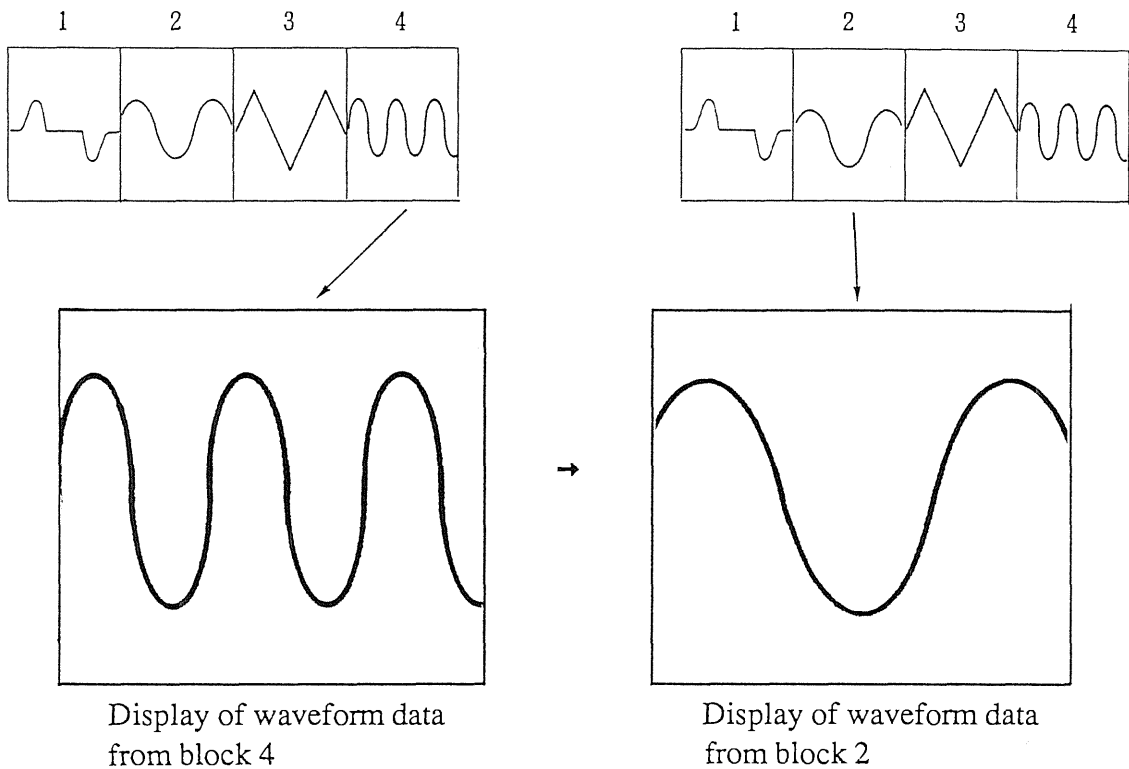 1 2 3 4
1 2 3 4
→
Display of waveform data
from block 4
Display of waveform data
from block 2